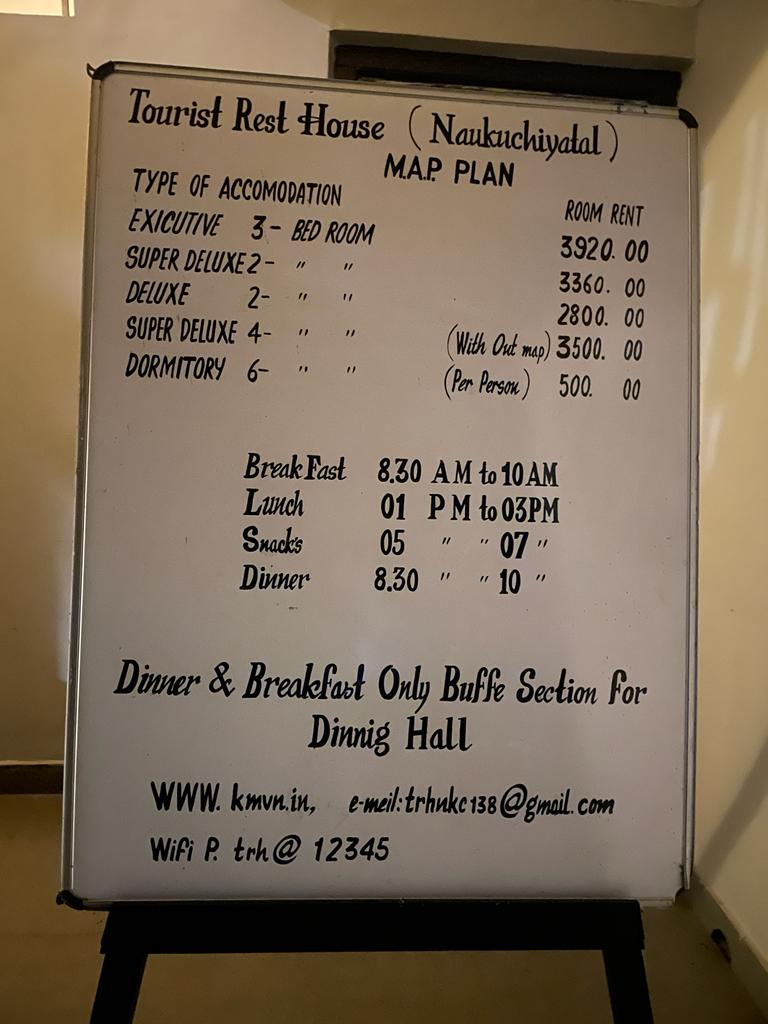 Tourist Rest House (Naukuchiyatal)
M.A.P. PLAN
TYPE OF ACCOMODATION ROOM RENT
EXICUTIVE 3- BED ROOM 3920. 00
SUPER DELUXE 2- " " 3360. 00
DELUXE 2- " " 2800. 00
SUPER DELUXE 4- " " (With Out map) 3500. 00
DORMITORY 6- " " (Per Person) 500. 00
BreakFast 8.30 AM to 10 AM
Lunch 01 PM to 03PM
Snacks 05 " " 07 "
Dinner 8.30 " " 10 "
Dinner & Breakfast Only Buffe Section for
Dinnig Hall
WWW. kmvn.in, e-meil:trhnkc138@gmail.com
Wifi P. trh@ 12345